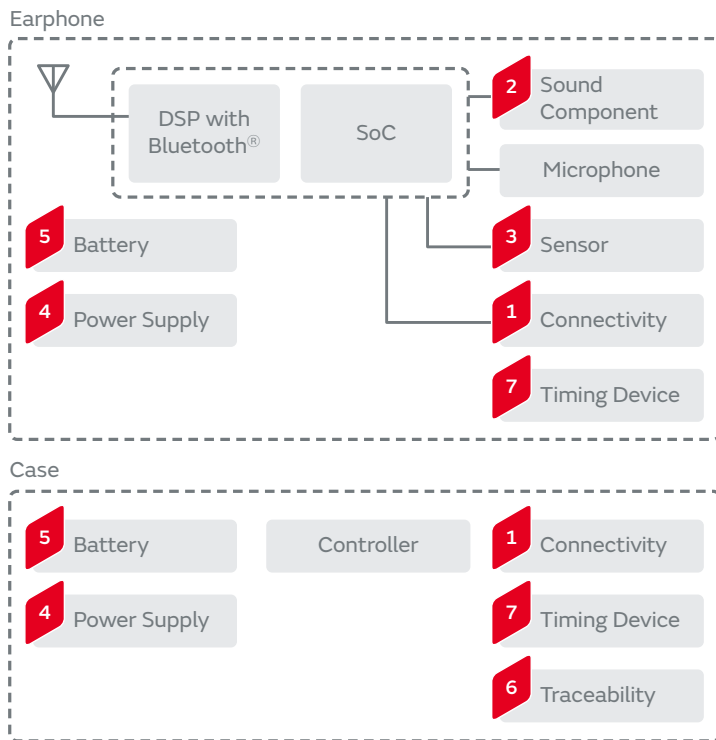 Earphone
DSP with
Bluetooth®
SoC
2
Sound
Component
Microphone
5
Battery
3
Sensor
4
Power Supply
1
Connectivity
7
Timing Device
Case
5
Battery
Controller
1
Connectivity
4
Power Supply
7
Timing Device
6
Traceability